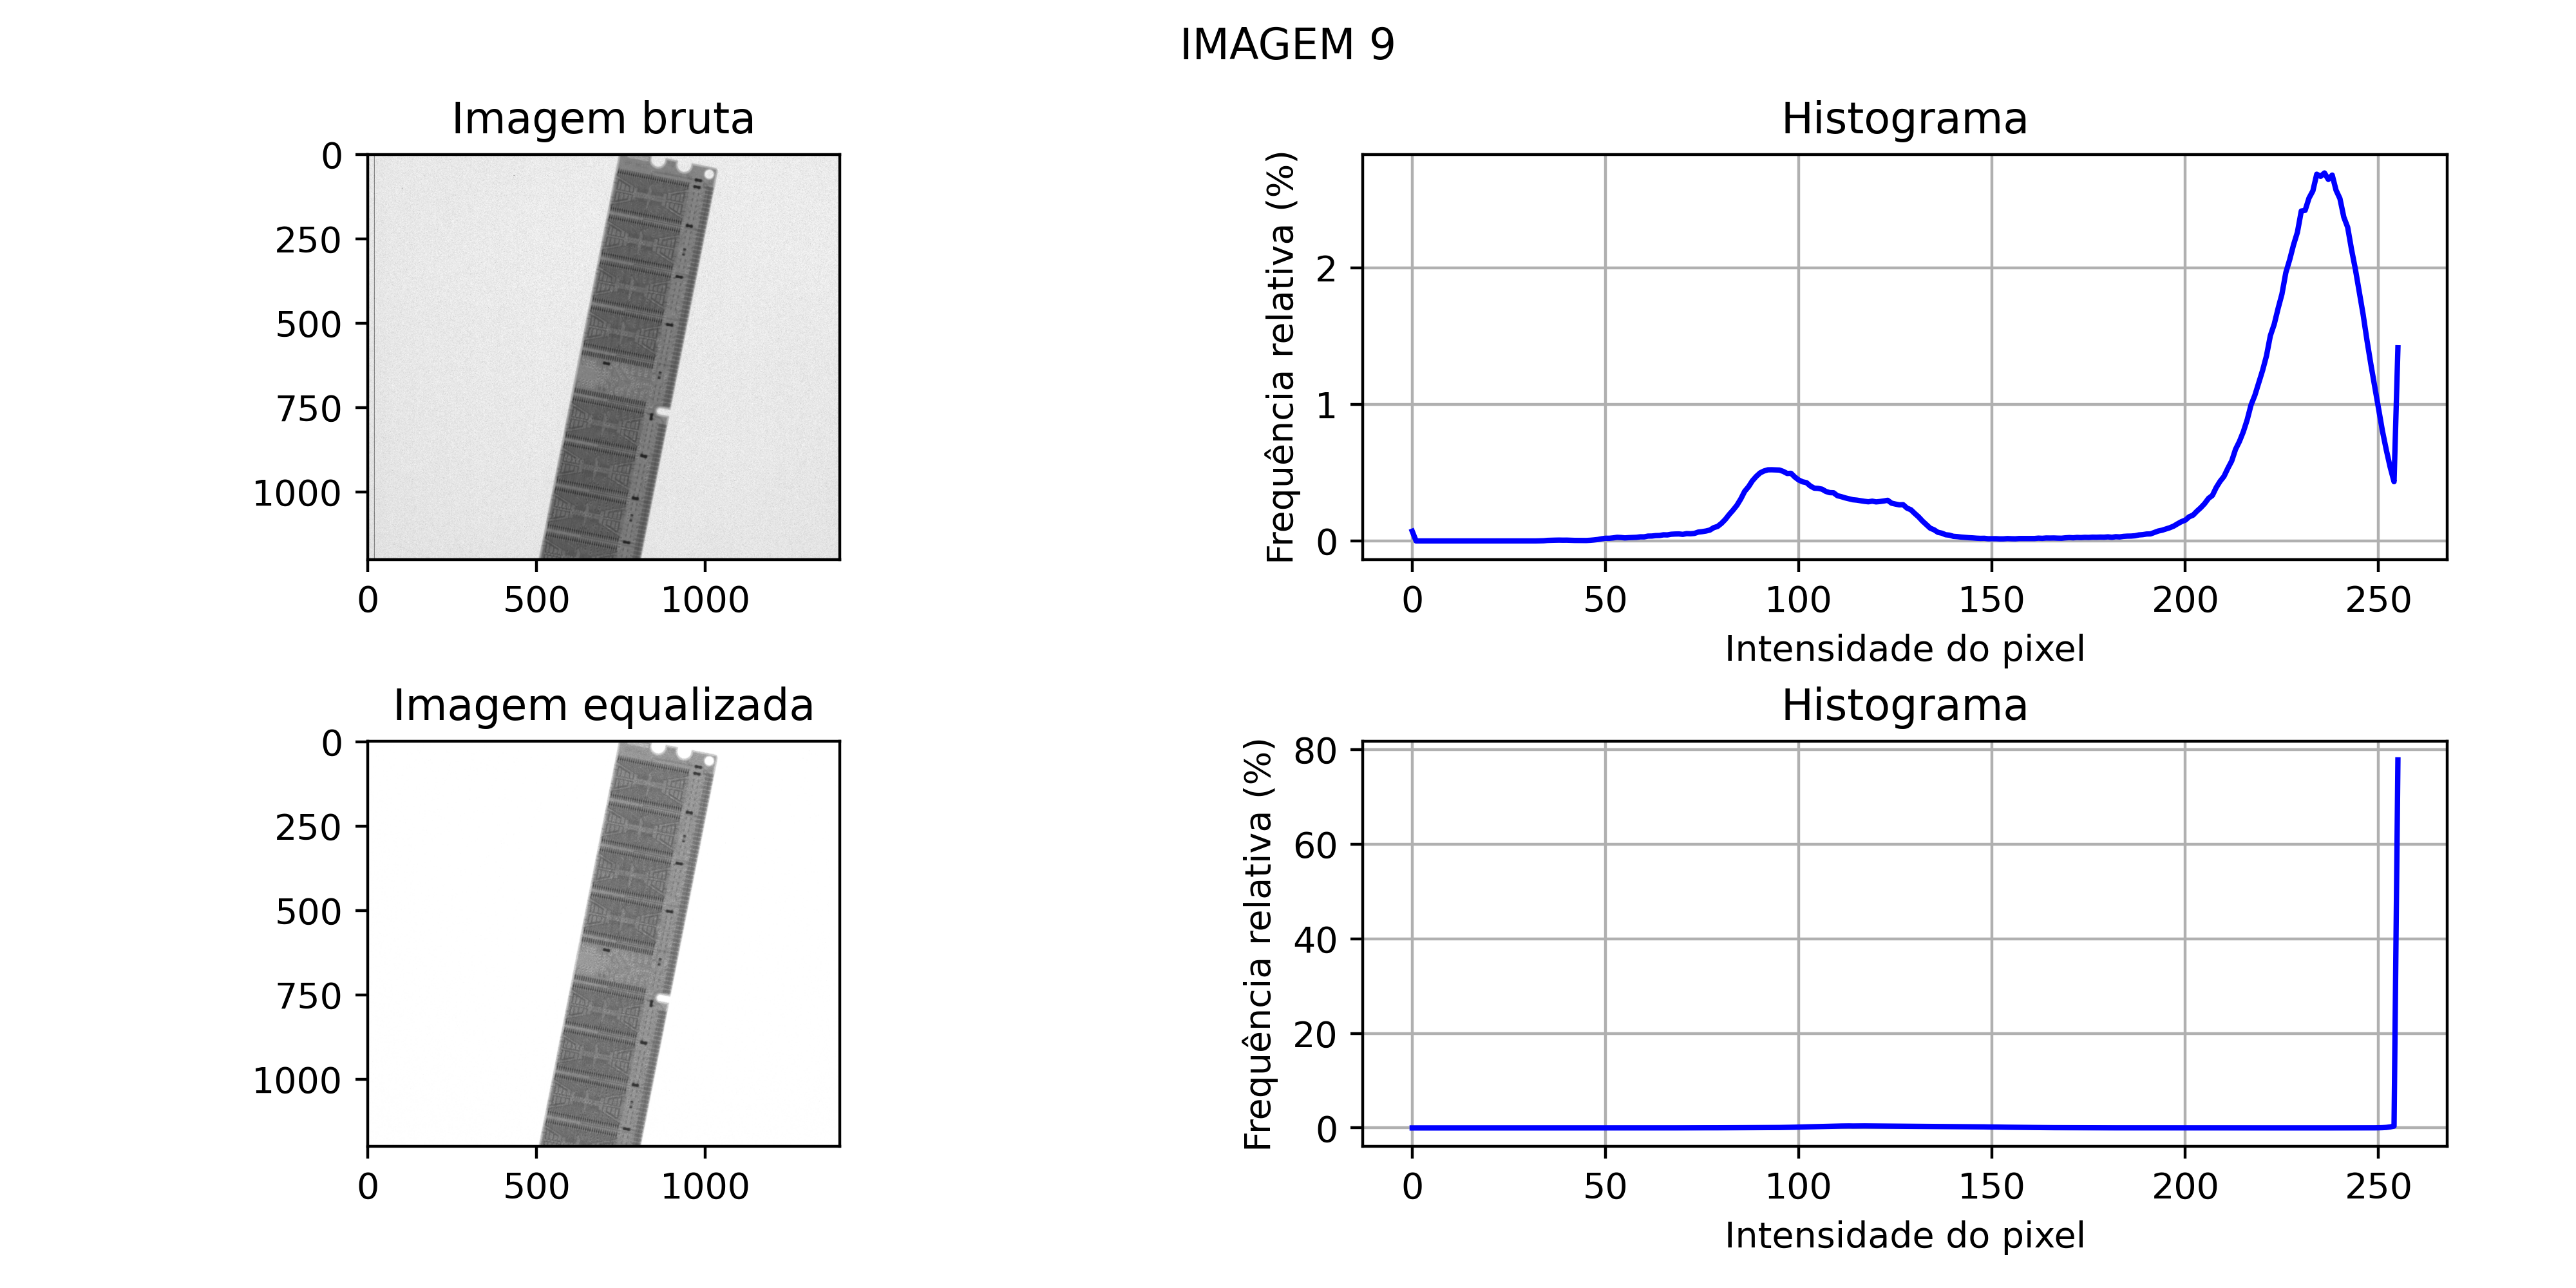 IMAGEM 9
Imagem bruta
0
250
500
750
1000
0 500 1000
Histograma
Frequência relativa (%)
2
1
0
0 50 100 150 200 250
Intensidade do pixel
Imagem equalizada
0
250
500
750
1000
0 500 1000
Histograma
Frequência relativa (%)
80
60
40
20
0
0 50 100 150 200 250
Intensidade do pixel